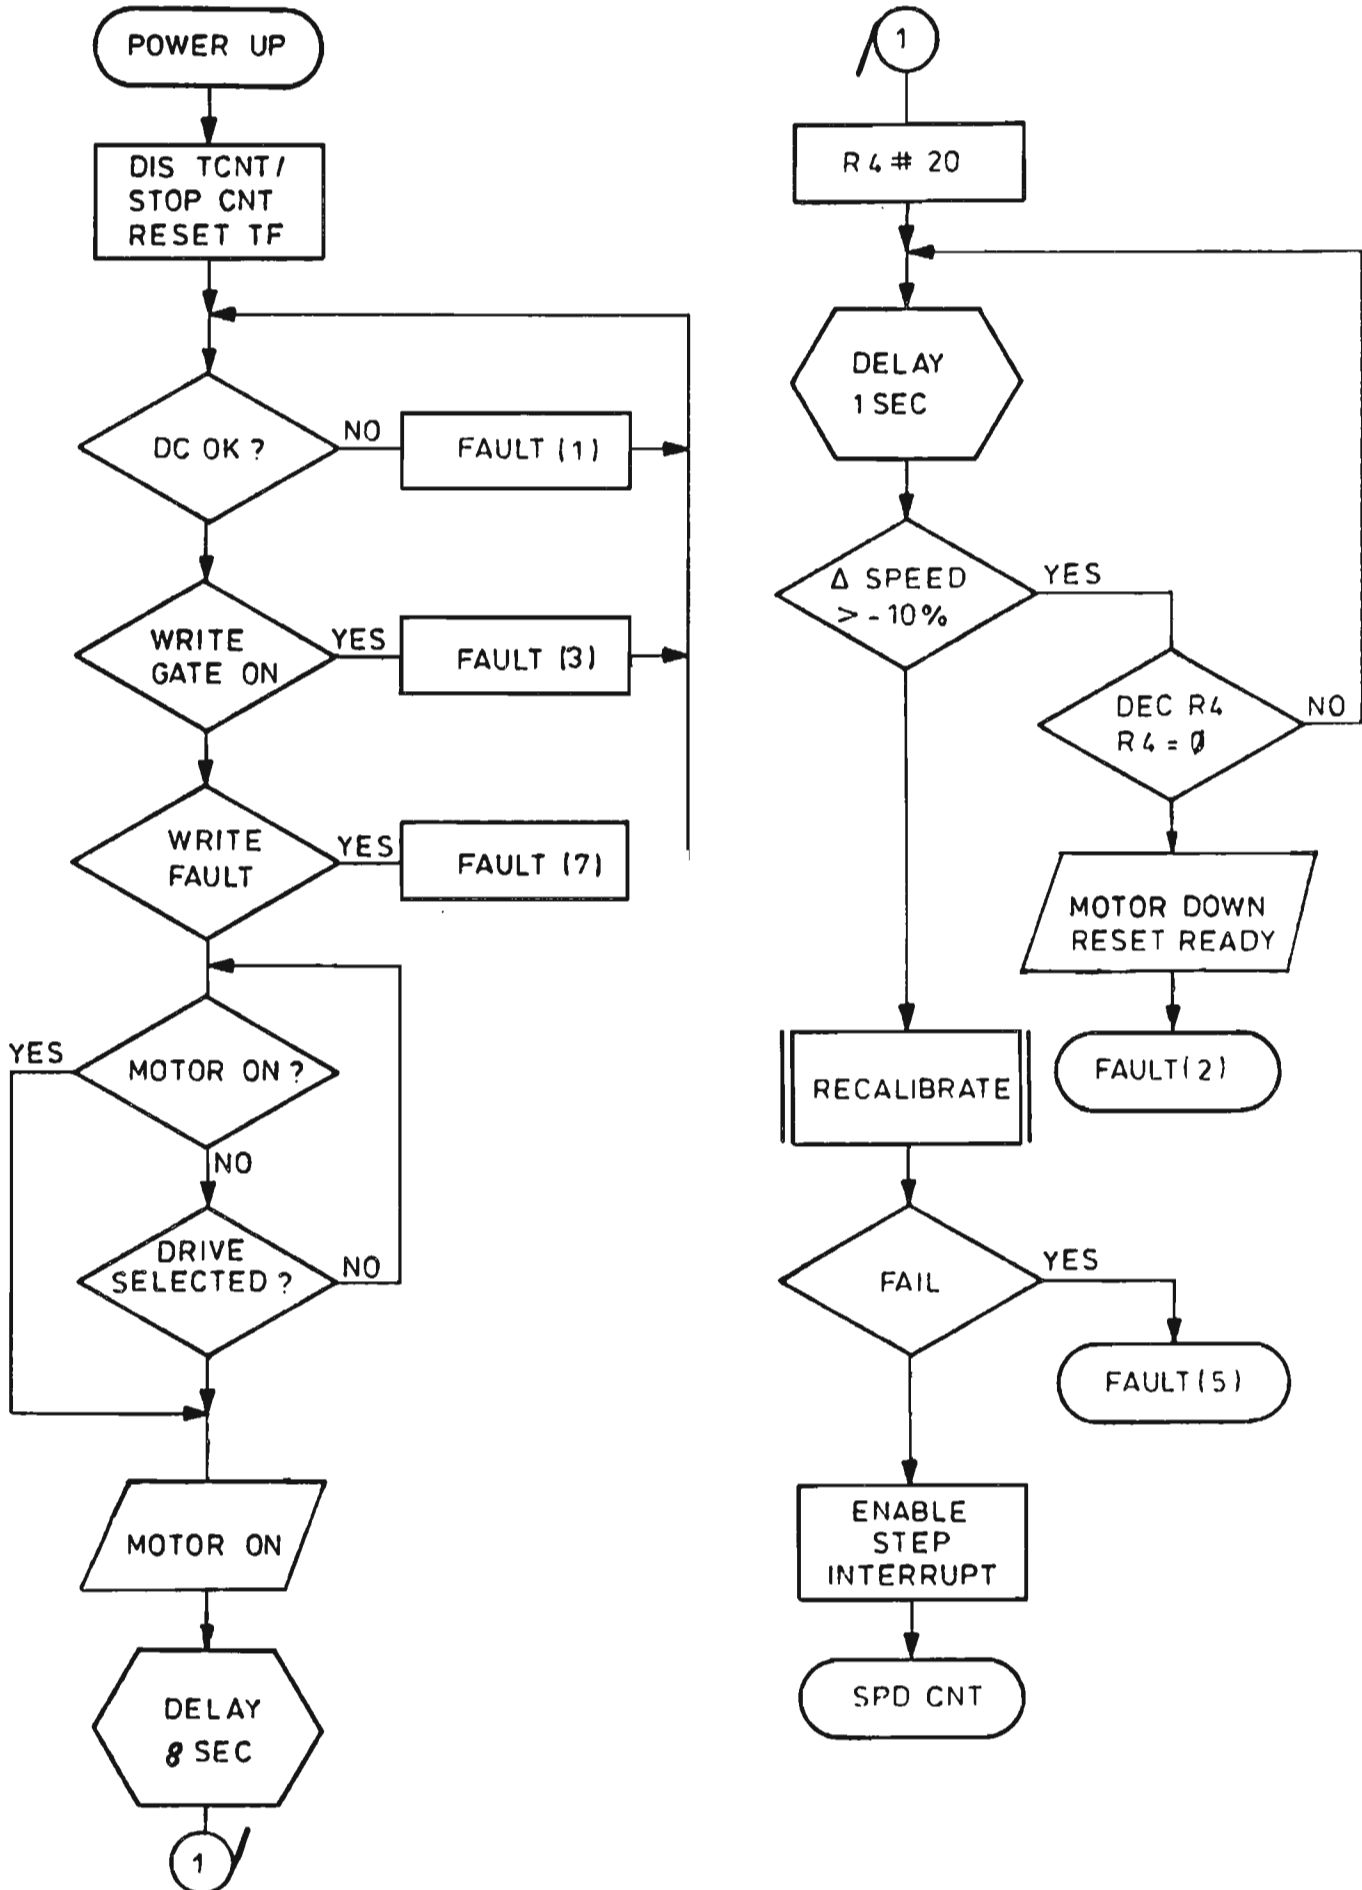 POWER UP
DIS TCNT/
STOP CNT
RESET TF
DC OK ?
NO
FAULT (1)
WRITE
GATE ON
YES
FAULT (3)
WRITE
FAULT
YES
FAULT (7)
YES
MOTOR ON ?
NO
DRIVE
SELECTED ?
NO
MOTOR ON
DELAY
8 SEC
1
1
R4 # 20
DELAY
1 SEC
Δ SPEED
> -10%
YES
DEC R4
R4 = Ø
NO
MOTOR DOWN
RESET READY
FAULT(2)
RECALIBRATE
FAIL
YES
FAULT(5)
ENABLE
STEP
INTERRUPT
SPD CNT